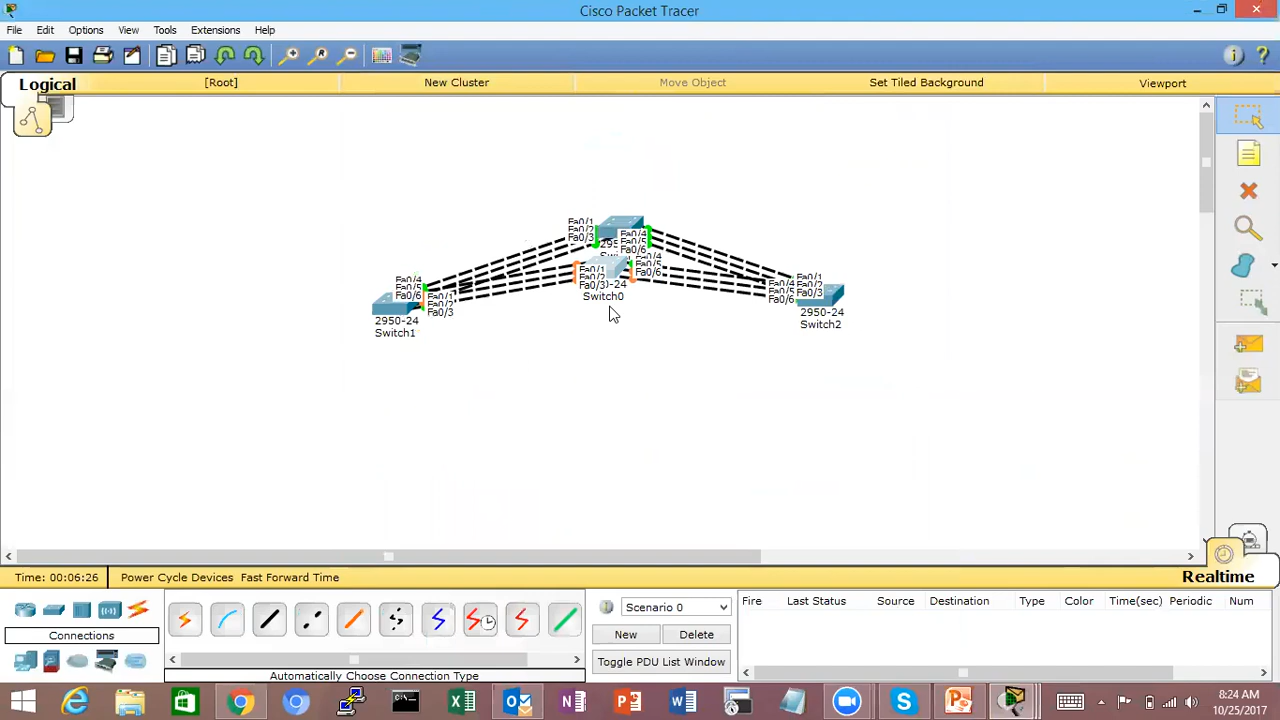 Cisco Packet Tracer
File Edit Options View Tools Extensions Help
Logical [Root] New Cluster Move Object Set Tiled Background Viewport
Fa0/1
Fa0/2
Fa0/3
Fa0/4
Fa0/5
Fa0/6
Fa0/1
Fa0/2
Fa0/3
-24
Switch0
Fa0/4
Fa0/5
Fa0/6
Fa0/4
Fa0/5
Fa0/6
Fa0/1
Fa0/2
Fa0/3
2950-24
Switch1
Fa0/1
Fa0/2
Fa0/3
Fa0/4
Fa0/5
Fa0/6
2950-24
Switch2
Time: 00:06:26 Power Cycle Devices Fast Forward Time
Realtime
Scenario 0
Fire Last Status Source Destination Type Color Time(sec) Periodic Num
Connections
New Delete
Toggle PDU List Window
Automatically Choose Connection Type
8:24 AM
10/25/2017